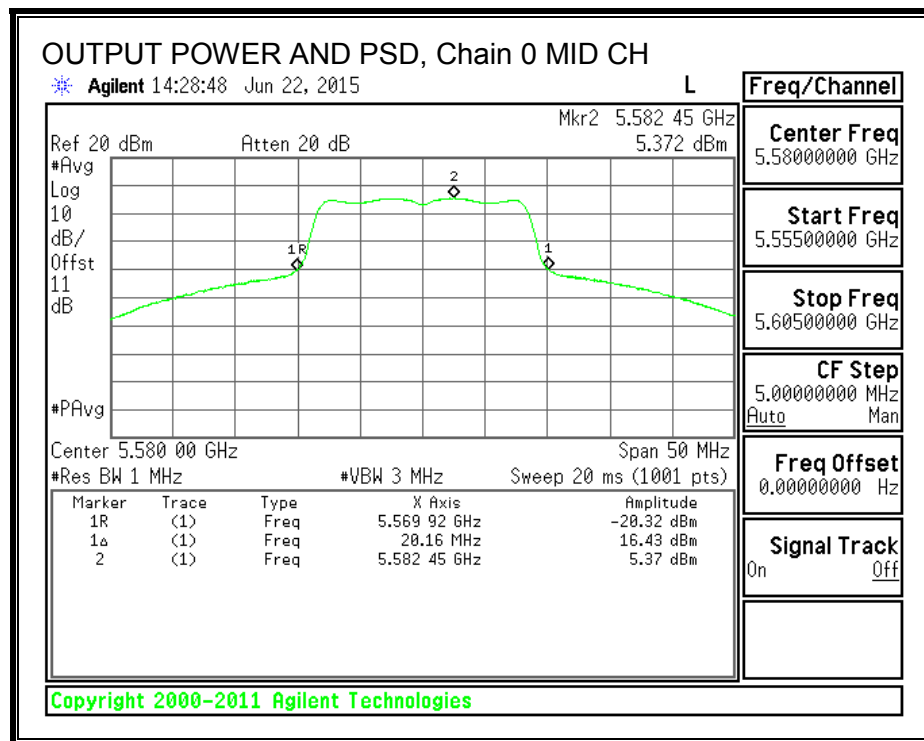 OUTPUT POWER AND PSD, Chain 0 MID CH
Agilent 14:28:48 Jun 22, 2015 L
Freq/Channel
Mkr2 5.582 45 GHz
Ref 20 dBm Atten 20 dB 5.372 dBm
#Avg
Log
10
dB/
Offst
11
dB
#PAvg
2
1R
1
Center 5.580 00 GHz Span 50 MHz
#Res BW 1 MHz #VBW 3 MHz Sweep 20 ms (1001 pts)
Marker Trace Type X Axis Amplitude
1R (1) Freq 5.569 92 GHz -20.32 dBm
1Δ (1) Freq 20.16 MHz 16.43 dBm
2 (1) Freq 5.582 45 GHz 5.37 dBm
Center Freq
5.58000000 GHz
Start Freq
5.55500000 GHz
Stop Freq
5.60500000 GHz
CF Step
5.00000000 MHz
Auto Man
Freq Offset
0.00000000 Hz
Signal Track
On Off
Copyright 2000-2011 Agilent Technologies